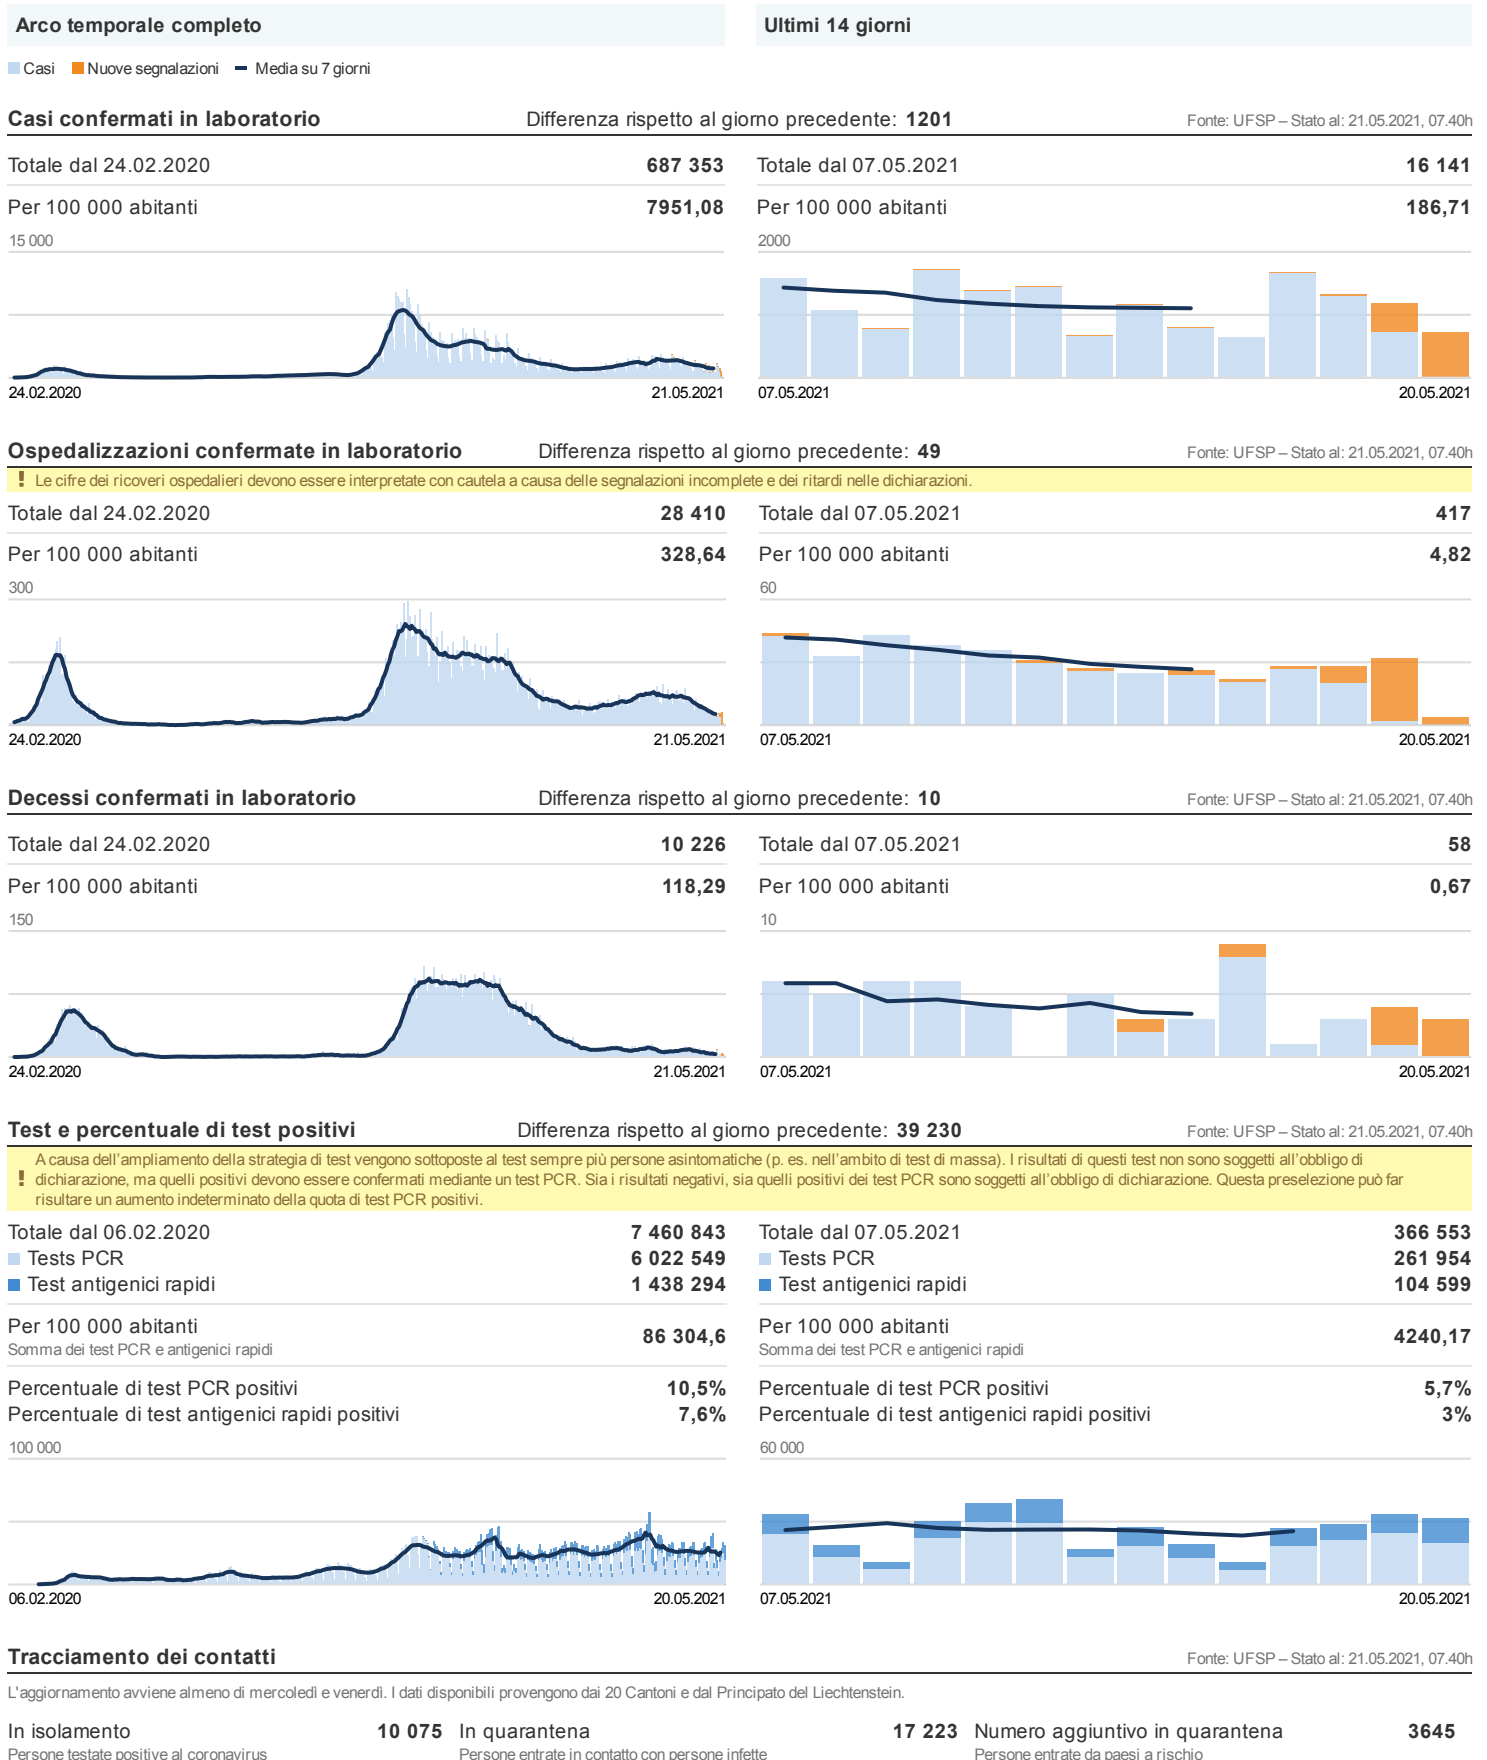 Arco temporale completo
Ultimi 14 giorni
Casi Nuove segnalazioni Media su 7 giorni
Casi confermati in laboratorio Differenza rispetto al giorno precedente: 1201 Fonte: UFSP – Stato al: 21.05.2021, 07.40h
Totale dal 24.02.2020 687 353
Per 100 000 abitanti 7951,08
15 000
24.02.2020 21.05.2021
Totale dal 07.05.2021 16 141
Per 100 000 abitanti 186,71
2000
07.05.2021 20.05.2021
Ospedalizzazioni confermate in laboratorio Differenza rispetto al giorno precedente: 49 Fonte: UFSP – Stato al: 21.05.2021, 07.40h
! Le cifre dei ricoveri ospedalieri devono essere interpretate con cautela a causa delle segnalazioni incomplete e dei ritardi nelle dichiarazioni.
Totale dal 24.02.2020 28 410
Per 100 000 abitanti 328,64
300
24.02.2020 21.05.2021
Totale dal 07.05.2021 417
Per 100 000 abitanti 4,82
60
07.05.2021 20.05.2021
Decessi confermati in laboratorio Differenza rispetto al giorno precedente: 10 Fonte: UFSP – Stato al: 21.05.2021, 07.40h
Totale dal 24.02.2020 10 226
Per 100 000 abitanti 118,29
150
24.02.2020 21.05.2021
Totale dal 07.05.2021 58
Per 100 000 abitanti 0,67
10
07.05.2021 20.05.2021
Test e percentuale di test positivi Differenza rispetto al giorno precedente: 39 230 Fonte: UFSP – Stato al: 21.05.2021, 07.40h
A causa dell'ampliamento della strategia di test vengono sottoposte al test sempre più persone asintomatiche (p. es. nell'ambito di test di massa). I risultati di questi test non sono soggetti all'obbligo di
! dichiarazione, ma quelli positivi devono essere confermati mediante un test PCR. Sia i risultati negativi, sia quelli positivi dei test PCR sono soggetti all'obbligo di dichiarazione. Questa preselezione può far
risultare un aumento indeterminato della quota di test PCR positivi.
Totale dal 06.02.2020 7 460 843
Tests PCR 6 022 549
Test antigenici rapidi 1 438 294
Per 100 000 abitanti 86 304,6
Somma dei test PCR e antigenici rapidi
Percentuale di test PCR positivi 10,5%
Percentuale di test antigenici rapidi positivi 7,6%
100 000
06.02.2020 20.05.2021
Totale dal 07.05.2021 366 553
Tests PCR 261 954
Test antigenici rapidi 104 599
Per 100 000 abitanti 4240,17
Somma dei test PCR e antigenici rapidi
Percentuale di test PCR positivi 5,7%
Percentuale di test antigenici rapidi positivi 3%
60 000
07.05.2021 20.05.2021
Tracciamento dei contatti Fonte: UFSP – Stato al: 21.05.2021, 07.40h
L'aggiornamento avviene almeno di mercoledì e venerdì. I dati disponibili provengono dai 20 Cantoni e dal Principato del Liechtenstein.
In isolamento 10 075
Persone testate positive al coronavirus
In quarantena 17 223
Persone entrate in contatto con persone infette
Numero aggiuntivo in quarantena 3645
Persone entrate da paesi a rischio